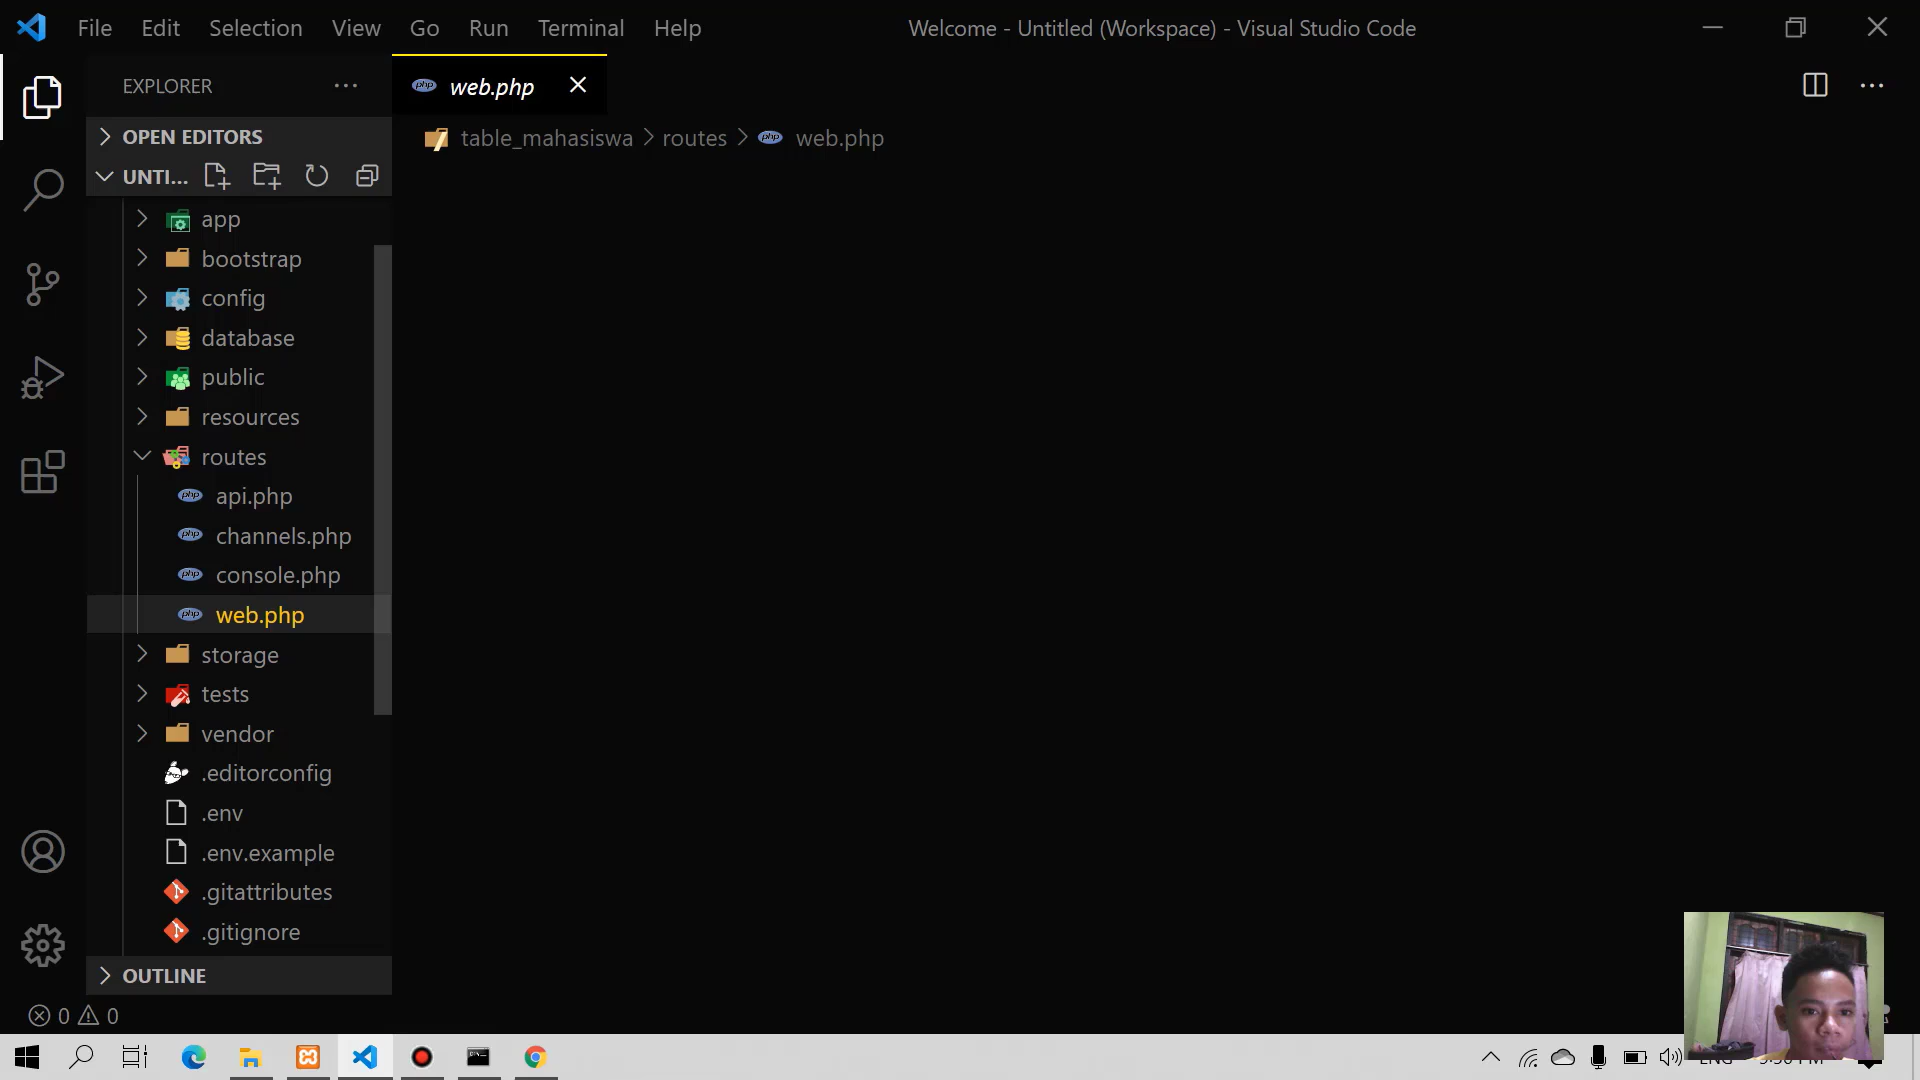 File Edit Selection View Go Run Terminal Help
Welcome - Untitled (Workspace) - Visual Studio Code
EXPLORER
web.php
OPEN EDITORS
table_mahasiswa > routes > web.php
UNTI...
app
bootstrap
config
database
public
resources
routes
api.php
channels.php
console.php
web.php
storage
tests
vendor
.editorconfig
.env
.env.example
.gitattributes
.gitignore
OUTLINE
0 0
ENG